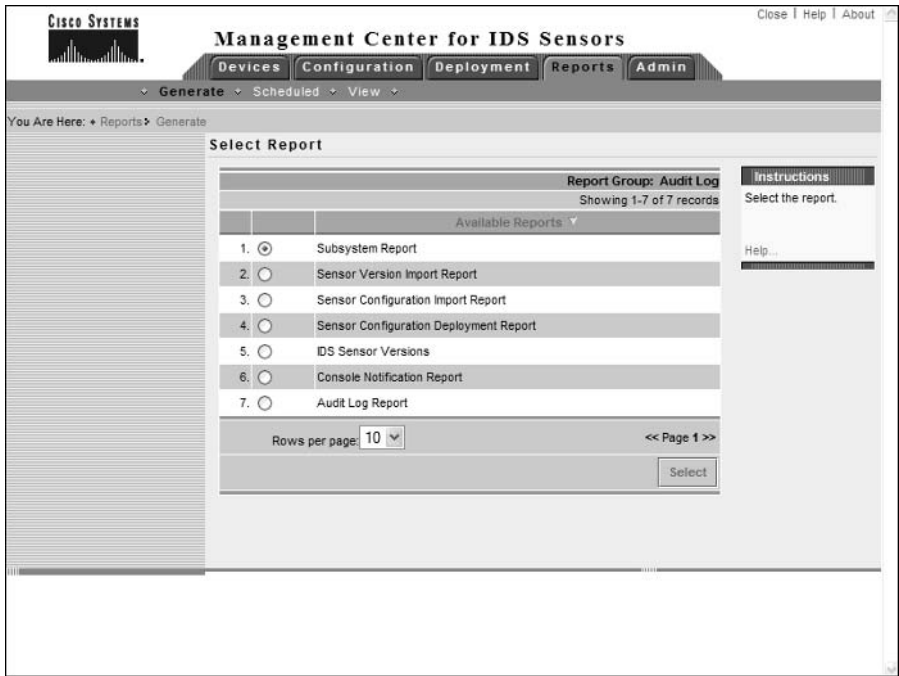 Close | Help | About
CISCO SYSTEMS
Management Center for IDS Sensors
Devices Configuration Deployment Reports Admin
Generate Scheduled View
You Are Here: Reports Generate
Select Report
Report Group: Audit Log
Showing 1-7 of 7 records
Available Reports
1. Subsystem Report
2. Sensor Version Import Report
3. Sensor Configuration Import Report
4. Sensor Configuration Deployment Report
5. IDS Sensor Versions
6. Console Notification Report
7. Audit Log Report
Rows per page: 10
<< Page 1 >>
Select
Instructions
Select the report.
Help...